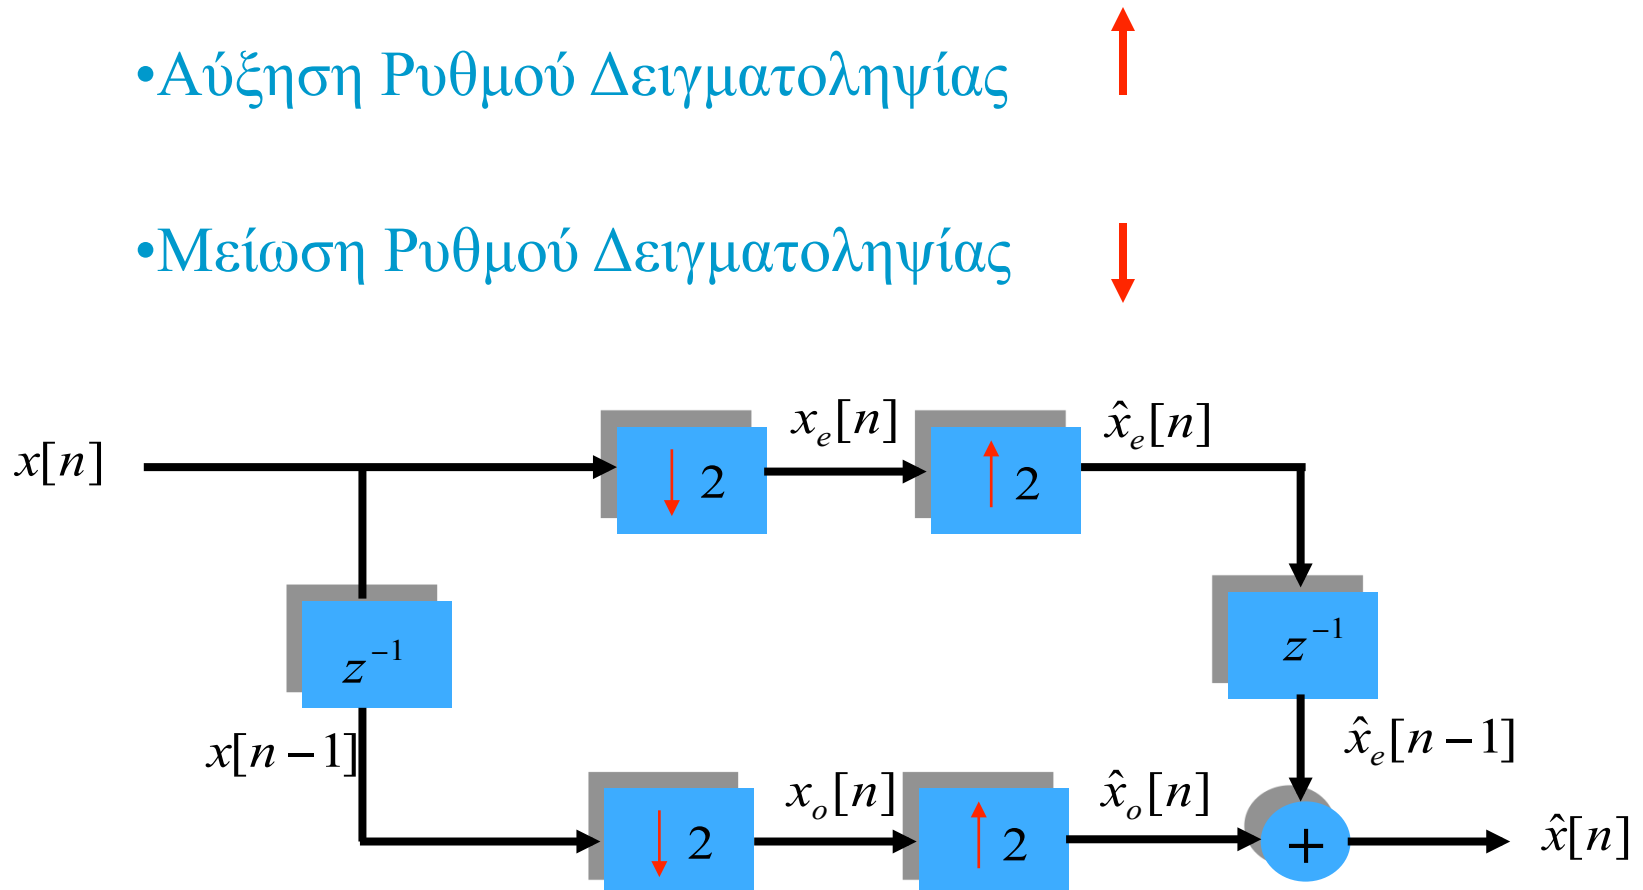 •Αύξηση Ρυθμού Δειγματοληψίας
•Μείωση Ρυθμού Δειγματοληψίας
x[n]
↓ 2
x_e[n]
↑ 2
x̂_e[n]
z^{-1}
z^{-1}
x[n−1]
x̂_e[n−1]
↓ 2
x_o[n]
↑ 2
x̂_o[n]
+
x̂[n]